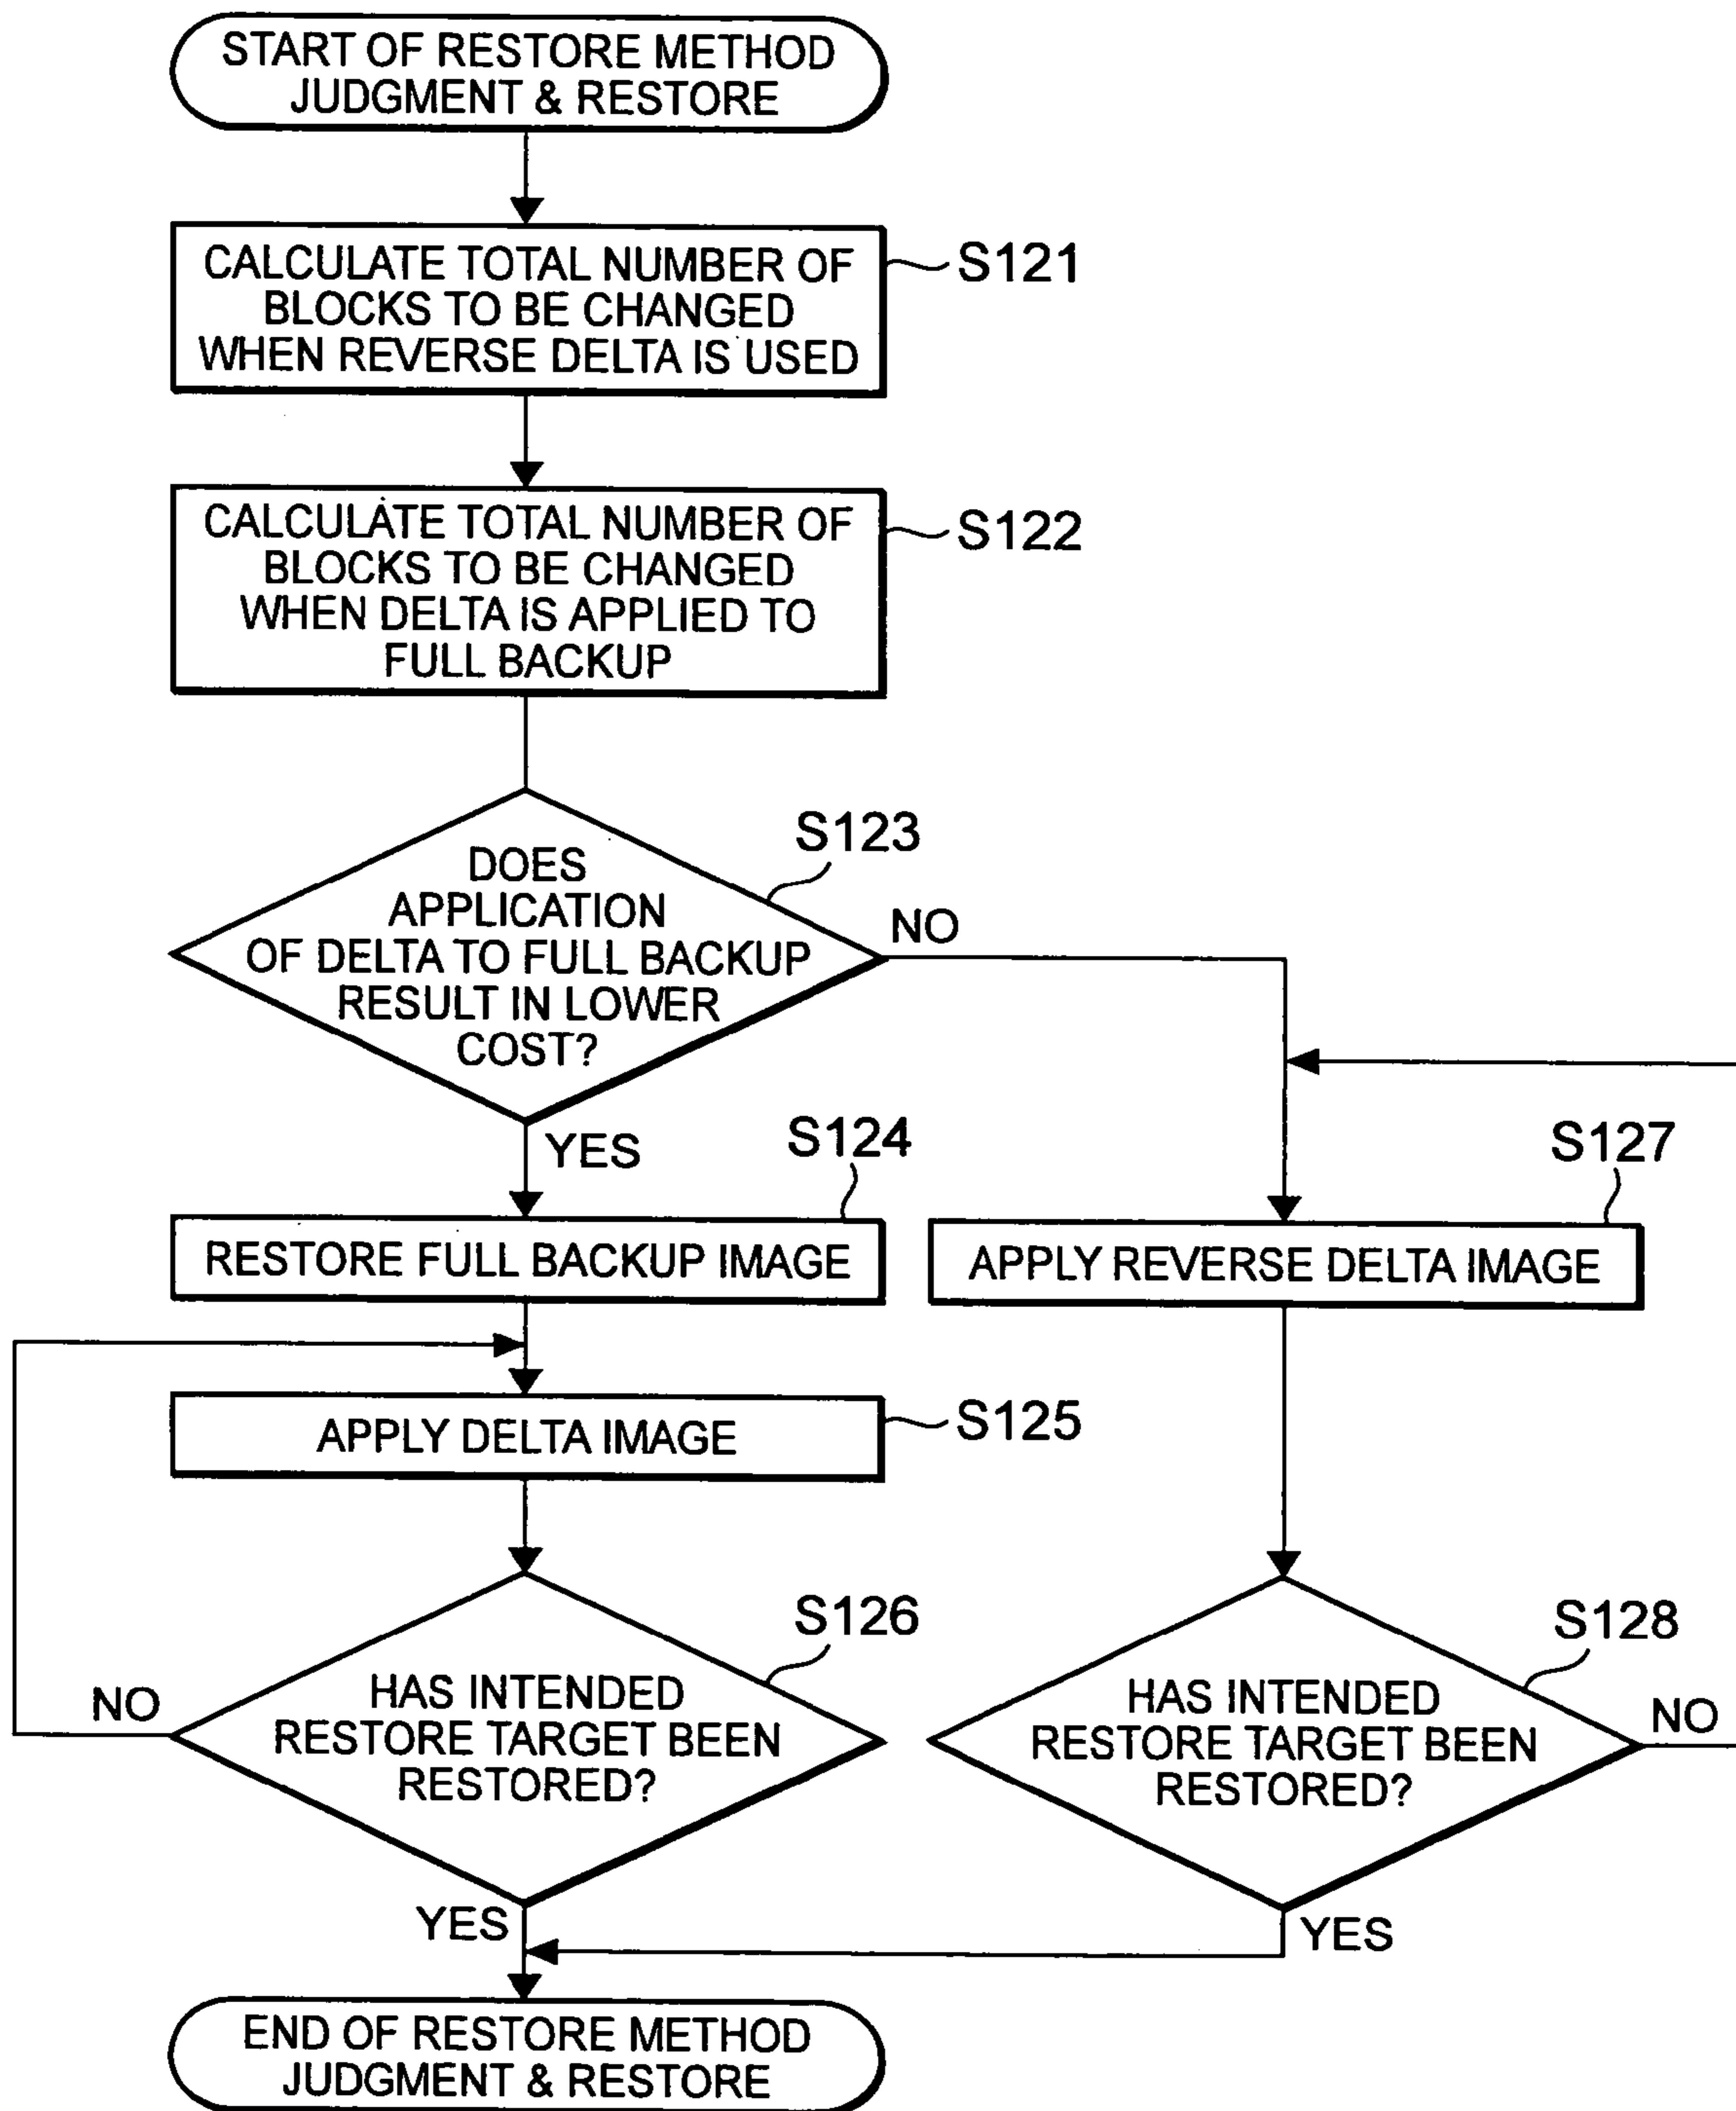 START OF RESTORE METHOD
JUDGMENT & RESTORE
CALCULATE TOTAL NUMBER OF
BLOCKS TO BE CHANGED
WHEN REVERSE DELTA IS USED
S121
CALCULATE TOTAL NUMBER OF
BLOCKS TO BE CHANGED
WHEN DELTA IS APPLIED TO
FULL BACKUP
S122
S123
DOES
APPLICATION
OF DELTA TO FULL BACKUP
RESULT IN LOWER
COST?
NO
YES
S124
RESTORE FULL BACKUP IMAGE
S127
APPLY REVERSE DELTA IMAGE
APPLY DELTA IMAGE
S125
S126
HAS INTENDED
RESTORE TARGET BEEN
RESTORED?
NO
YES
S128
HAS INTENDED
RESTORE TARGET BEEN
RESTORED?
NO
YES
END OF RESTORE METHOD
JUDGMENT & RESTORE